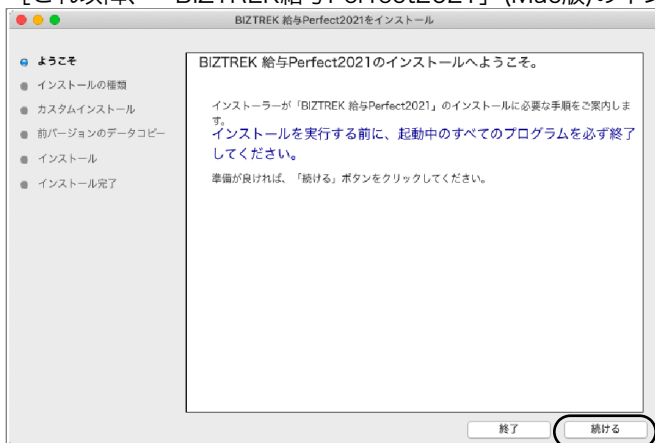 BIZTREK 給与Perfect2021をインストール
ようこそ
インストールの種類
カスタムインストール
前バージョンのデータコピー
インストール
インストール完了
BIZTREK 給与Perfect2021のインストールへようこそ。
インストーラーが「BIZTREK 給与Perfect2021」のインストールに必要な手順をご案内しま
す。
インストールを実行する前に、起動中のすべてのプログラムを必ず終了
してください。
準備が良ければ、「続ける」ボタンをクリックしてください。
終了
続ける